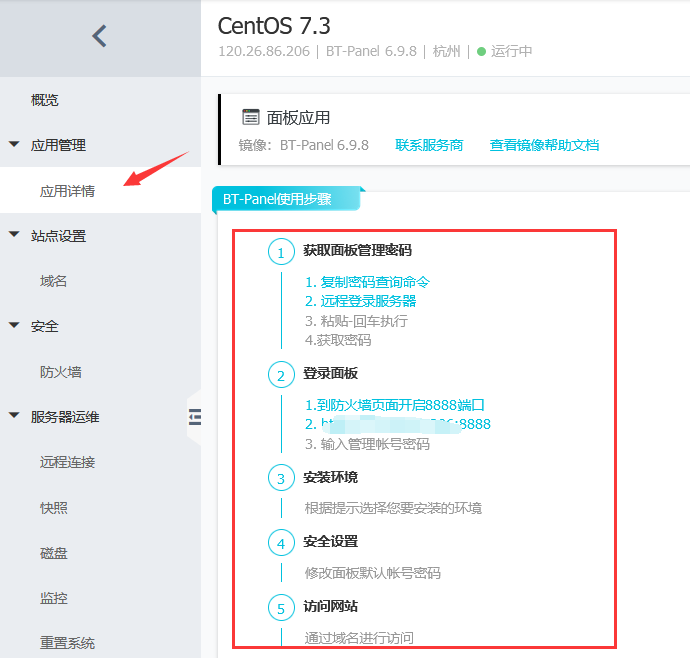 CentOS 7.3
120.26.86.206 | BT-Panel 6.9.8 | 杭州 | 运行中
概览
应用管理
应用详情
站点设置
域名
安全
防火墙
服务器运维
远程连接
快照
磁盘
监控
重置系统
面板应用
镜像: BT-Panel 6.9.8 联系服务商 查看镜像帮助文档
BT-Panel使用步骤
1 获取面板管理密码
1. 复制密码查询命令
2. 远程登录服务器
3. 粘贴-回车执行
4.获取密码
2 登录面板
1.到防火墙页面开启8888端口
2. :8888
3. 输入管理帐号密码
3 安装环境
根据提示选择您要安装的环境
4 安全设置
修改面板默认帐号密码
5 访问网站
通过域名进行访问